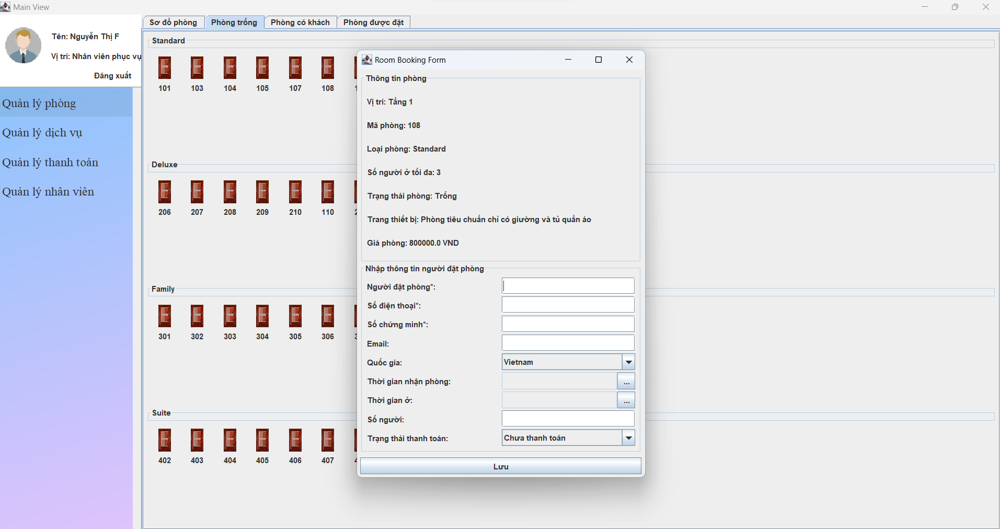 Main View
Tên: Nguyễn Thị F
Vị trí: Nhân viên phục vụ
Đăng xuất
Quản lý phòng
Quản lý dịch vụ
Quản lý thanh toán
Quản lý nhân viên
Sơ đồ phòng Phòng trống Phòng có khách Phòng được đặt
Standard
101 103 104 105 107 108
Deluxe
206 207 208 209 210 110
Family
301 302 303 304 305 306
Suite
402 403 404 405 406 407
Room Booking Form
Thông tin phòng
Vị trí: Tầng 1
Mã phòng: 108
Loại phòng: Standard
Số người ở tối đa: 3
Trạng thái phòng: Trống
Trang thiết bị: Phòng tiêu chuẩn chỉ có giường và tủ quần áo
Giá phòng: 800000.0 VND
Nhập thông tin người đặt phòng
Người đặt phòng*:
Số điện thoại*:
Số chứng minh*:
Email:
Quốc gia: Vietnam
Thời gian nhận phòng: ...
Thời gian ở: ...
Số người:
Trạng thái thanh toán: Chưa thanh toán
Lưu